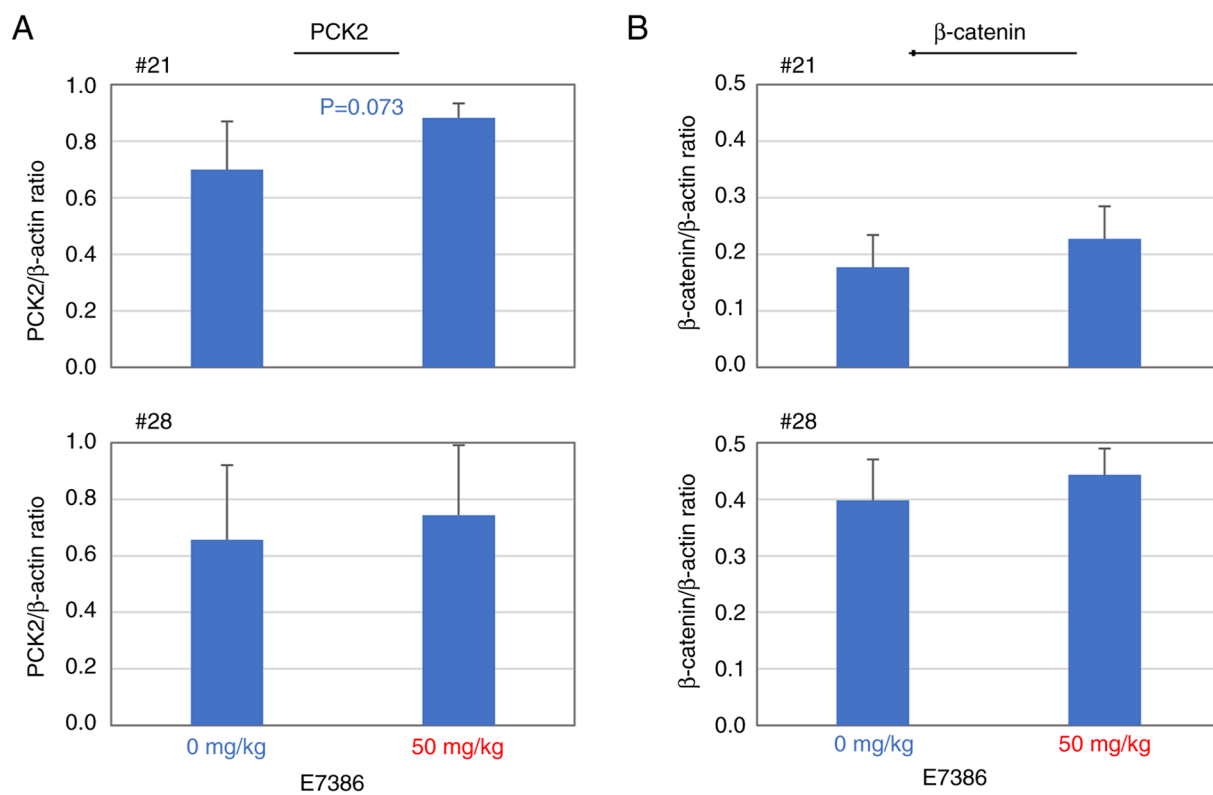 A
PCK2
#21
P=0.073
PCK2/β-actin ratio
1.0
0.8
0.6
0.4
0.2
0.0
#28
PCK2/β-actin ratio
1.0
0.8
0.6
0.4
0.2
0.0
0 mg/kg
50 mg/kg
E7386
B
β-catenin
#21
β-catenin/β-actin ratio
0.5
0.4
0.3
0.2
0.1
0.0
#28
β-catenin/β-actin ratio
0.5
0.4
0.3
0.2
0.1
0.0
0 mg/kg
50 mg/kg
E7386